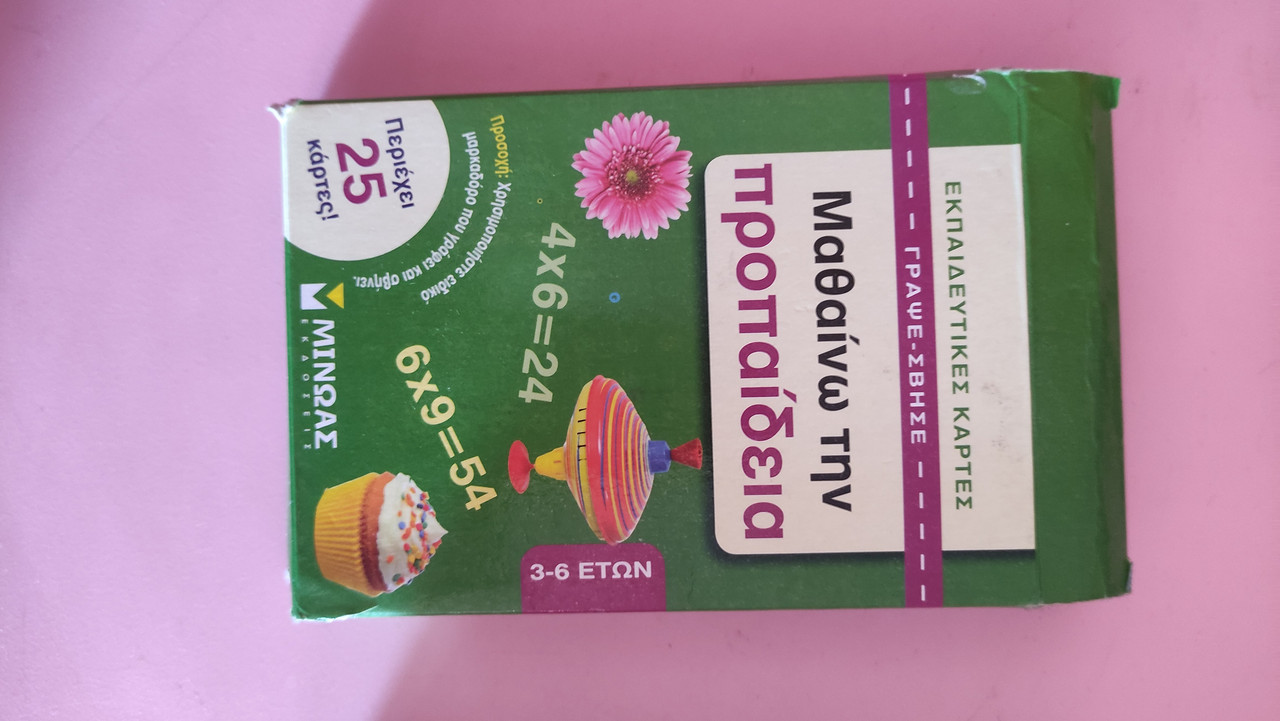 ΕΚΠΑΙΔΕΥΤΙΚΕΣ ΚΑΡΤΕΣ
ΓΡΑΨΕ-ΣΒΗΣΕ
Μαθαίνω την
προπαίδεια
3-6 ΕΤΩΝ
4x6=24
6x9=54
Προσοχή: Χρησιμοποιήστε ειδικό
μαρκαδόρο που γράφει και σβήνει.
Περιέχει
25
κάρτες!
ΜΙΝΩΑΣ
ΕΚΔΟΣΕΙΣ